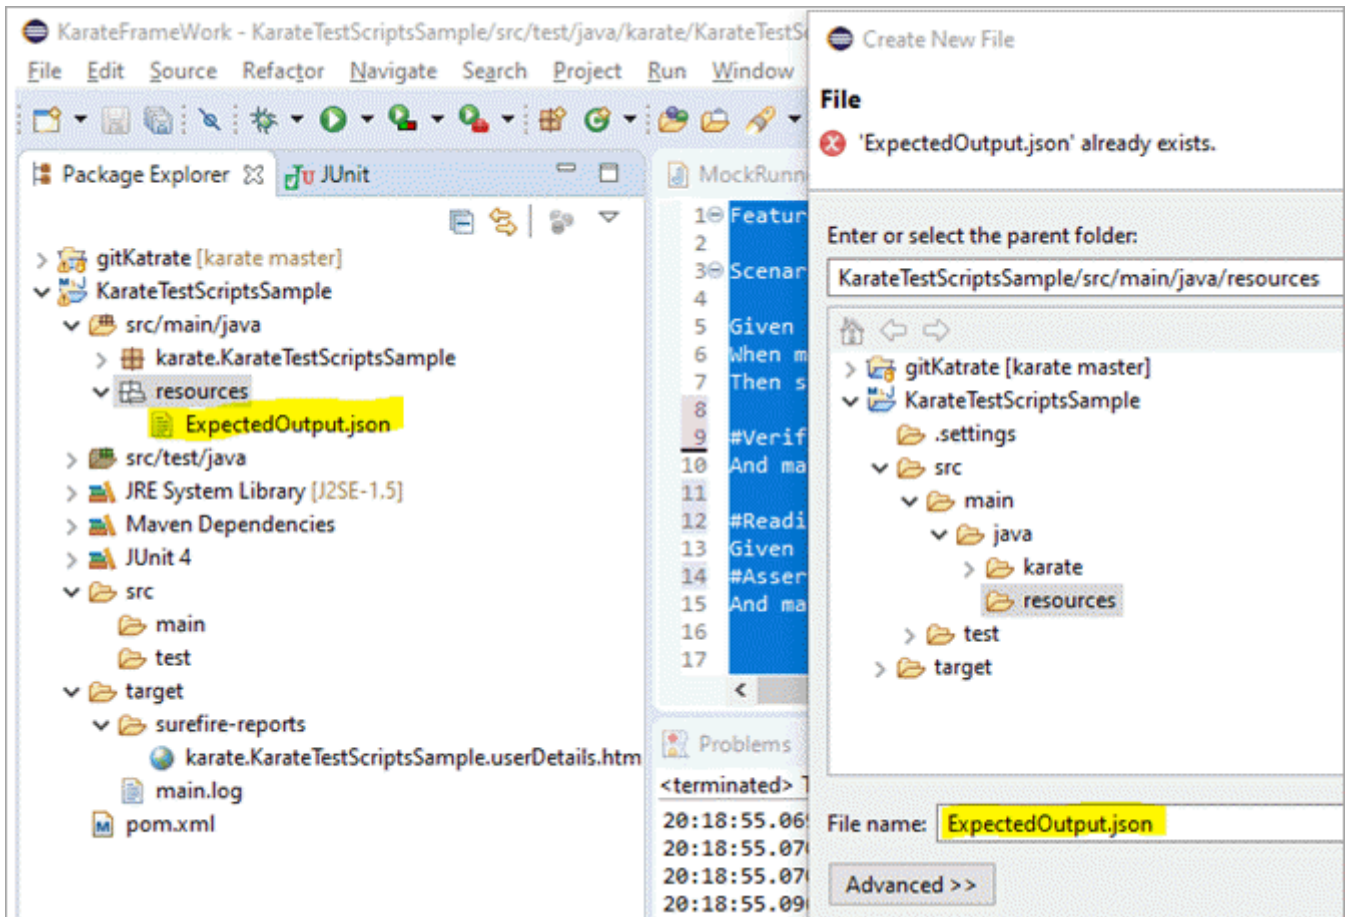 KarateFrameWork - KarateTestScriptsSample/src/test/java/karate/KarateTestS
File Edit Source Refactor Navigate Search Project Run Window
Package Explorer
JUnit
gitKatrate [karate master]
KarateTestScriptsSample
src/main/java
karate.KarateTestScriptsSample
resources
ExpectedOutput.json
src/test/java
JRE System Library [J2SE-1.5]
Maven Dependencies
JUnit 4
src
main
test
target
surefire-reports
karate.KarateTestScriptsSample.userDetails.htm
main.log
pom.xml
MockRunn
1 Featur
2
3 Scenar
4
5 Given
6 When m
7 Then s
8
9 #Verif
10 And ma
11
12 #Readi
13 Given
14 #Asser
15 And ma
16
17
Problems
<terminated> T
20:18:55.069
20:18:55.070
20:18:55.070
20:18:55.090
Create New File
File
'ExpectedOutput.json' already exists.
Enter or select the parent folder:
KarateTestScriptsSample/src/main/java/resources
gitKatrate [karate master]
KarateTestScriptsSample
.settings
src
main
java
karate
resources
test
target
File name: ExpectedOutput.json
Advanced >>